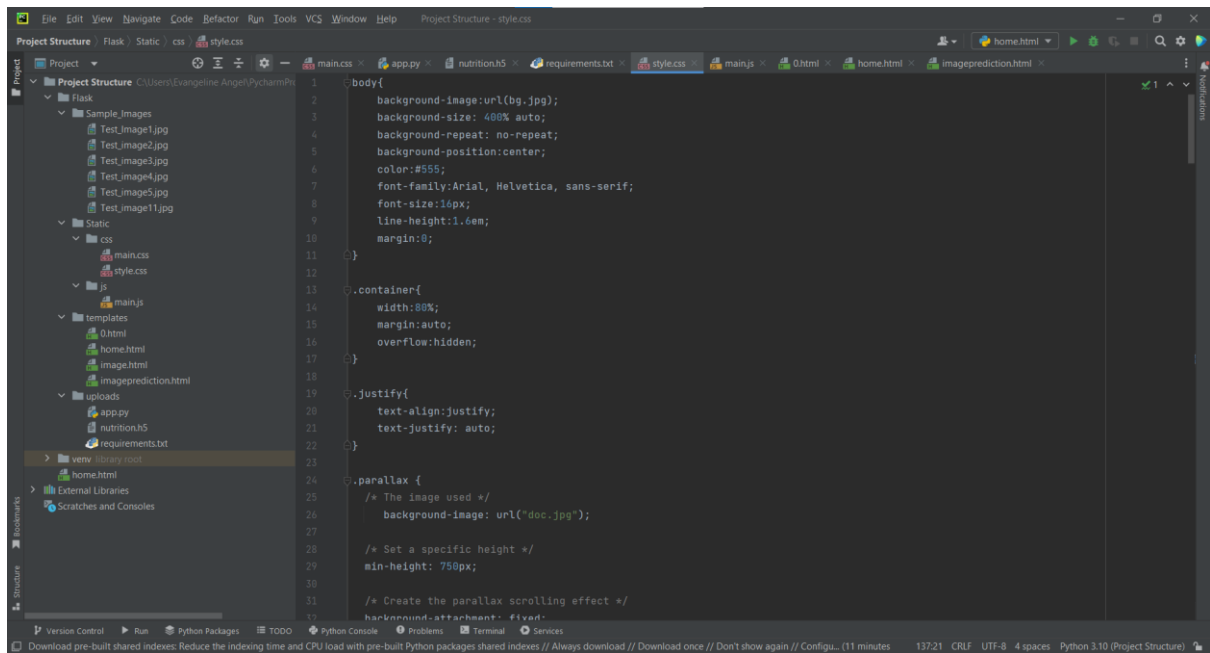 File Edit View Navigate Code Refactor Run Tools VCS Window Help Project Structure - style.css
Project Structure Flask Static css style.css home.html
Project main.css app.py nutrition.h5 requirements.txt style.css main.js 0.html home.html imageprediction.html
Project
Notifications
Project Structure C:\Users\Evangeline Angel\PycharmPro
Flask
Sample_Images
Test_Image1.jpg
Test_image2.jpg
Test_image3.jpg
Test_image4.jpg
Test_image5.jpg
Test_image11.jpg
Static
css
main.css
style.css
js
main.js
templates
0.html
home.html
image.html
imageprediction.html
uploads
app.py
nutrition.h5
requirements.txt
venv library root
home.html
External Libraries
Scratches and Consoles
Bookmarks
Structure
1 body{
2 background-image:url(bg.jpg);
3 background-size: 400% auto;
4 background-repeat: no-repeat;
5 background-position:center;
6 color:#555;
7 font-family:Arial, Helvetica, sans-serif;
8 font-size:16px;
9 line-height:1.6em;
10 margin:0;
11 }
12
13 .container{
14 width:80%;
15 margin:auto;
16 overflow:hidden;
17 }
18
19 .justify{
20 text-align:justify;
21 text-justify: auto;
22 }
23
24 .parallax {
25 /* The image used */
26 background-image: url("doc.jpg");
27
28 /* Set a specific height */
29 min-height: 750px;
30
31 /* Create the parallax scrolling effect */
32 background-attachment: fixed;
1
Version Control Run Python Packages TODO Python Console Problems Terminal Services
Download pre-built shared indexes: Reduce the indexing time and CPU load with pre-built Python packages shared indexes // Always download // Download once // Don't show again // Configu... (11 minutes 137:21 CRLF UTF-8 4 spaces Python 3.10 (Project Structure)